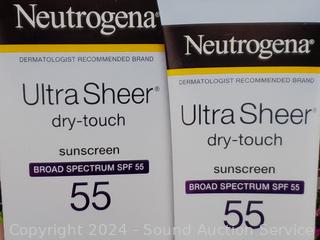 Neutrogena®
DERMATOLOGIST RECOMMENDED BRAND
Ultra Sheer®
dry-touch
sunscreen
BROAD SPECTRUM SPF 55
55
Neutrogena®
DERMATOLOGIST RECOMMENDED BRAND
Ultra Sheer®
dry-touch
sunscreen
BROAD SPECTRUM SPF 55
55
Copyright 2024 - Sound Auction Service